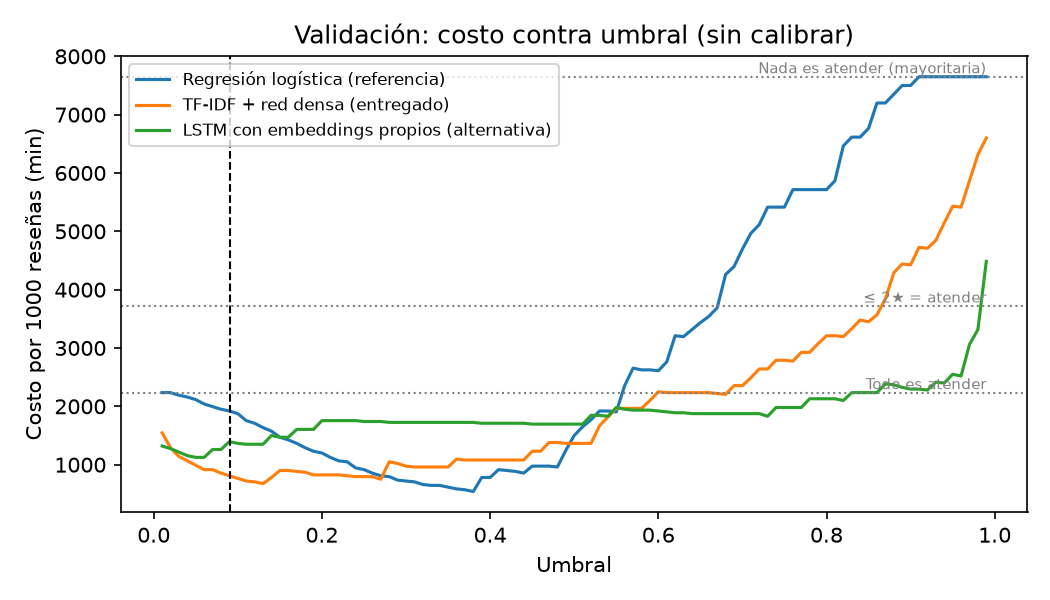 Validación: costo contra umbral (sin calibrar)
Costo por 1000 reseñas (min)
8000
7000
6000
5000
4000
3000
2000
1000
Regresión logística (referencia)
TF-IDF + red densa (entregado)
LSTM con embeddings propios (alternativa)
Nada es atender (mayoritaria)
≤ 2★ = atender
Todo es atender
0.0 0.2 0.4 0.6 0.8 1.0
Umbral